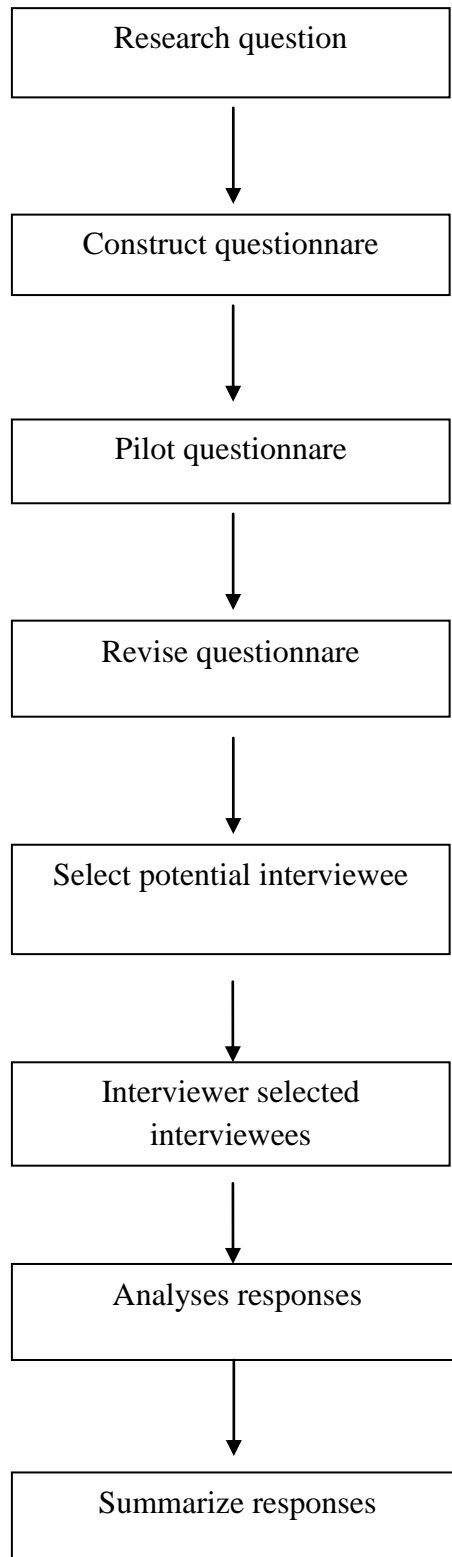 Research question
Construct questionnare
Pilot questionnare
Revise questionnare
Select potential interviewee
Interviewer selected
interviewees
Analyses responses
Summarize responses